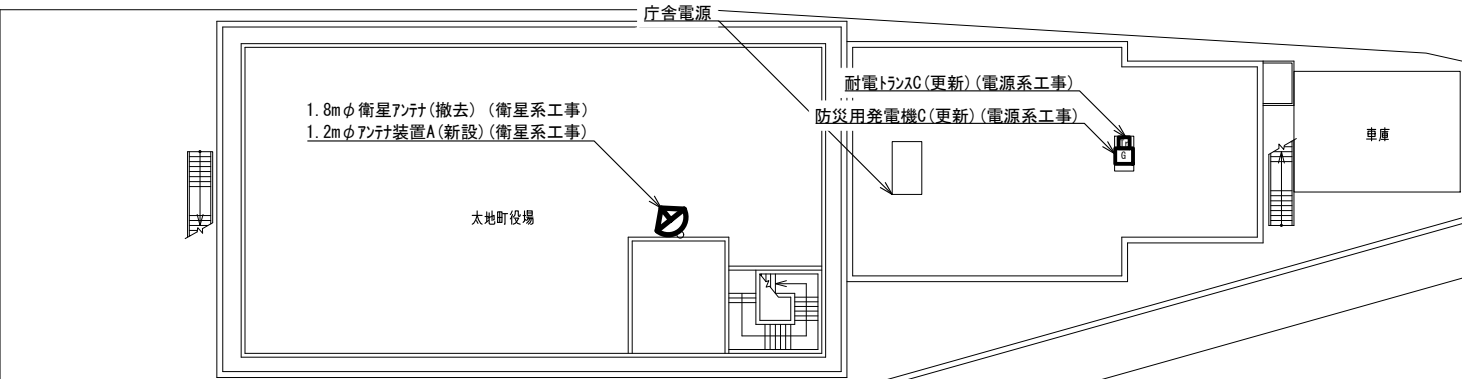 庁舎電源
耐電トランスC(更新)(電源系工事)
防災用発電機C(更新)(電源系工事)
1.8mφ衛星アンテナ(撤去) (衛星系工事)
1.2mφアンテナ装置A(新設)(衛星系工事)
車庫
太地町役場
G